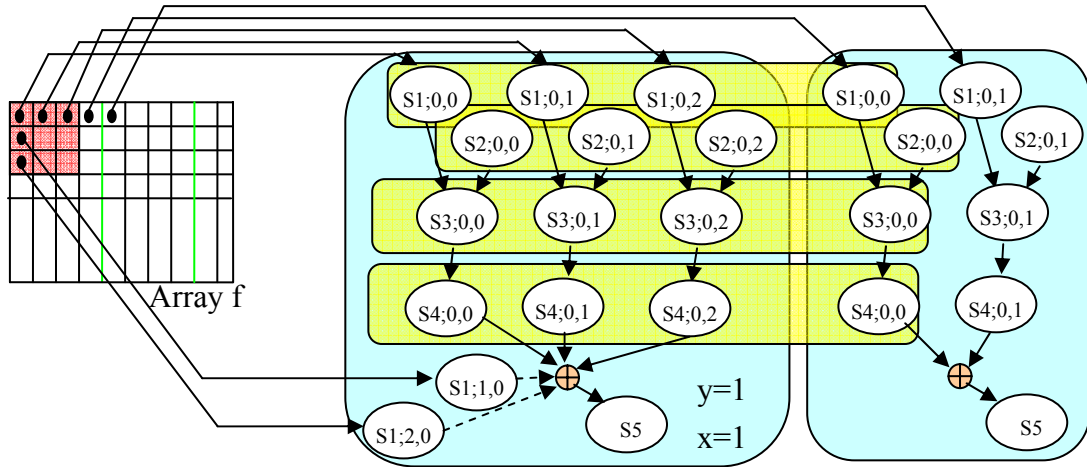 S1;0,0 S1;0,1 S1;0,2 S1;0,0 S1;0,1
S2;0,0 S2;0,1 S2;0,2 S2;0,0 S2;0,1
S3;0,0 S3;0,1 S3;0,2 S3;0,0 S3;0,1
Array f
S4;0,0 S4;0,1 S4;0,2 S4;0,0 S4;0,1
S1;1,0
y=1
S1;2,0 S5 x=1 S5